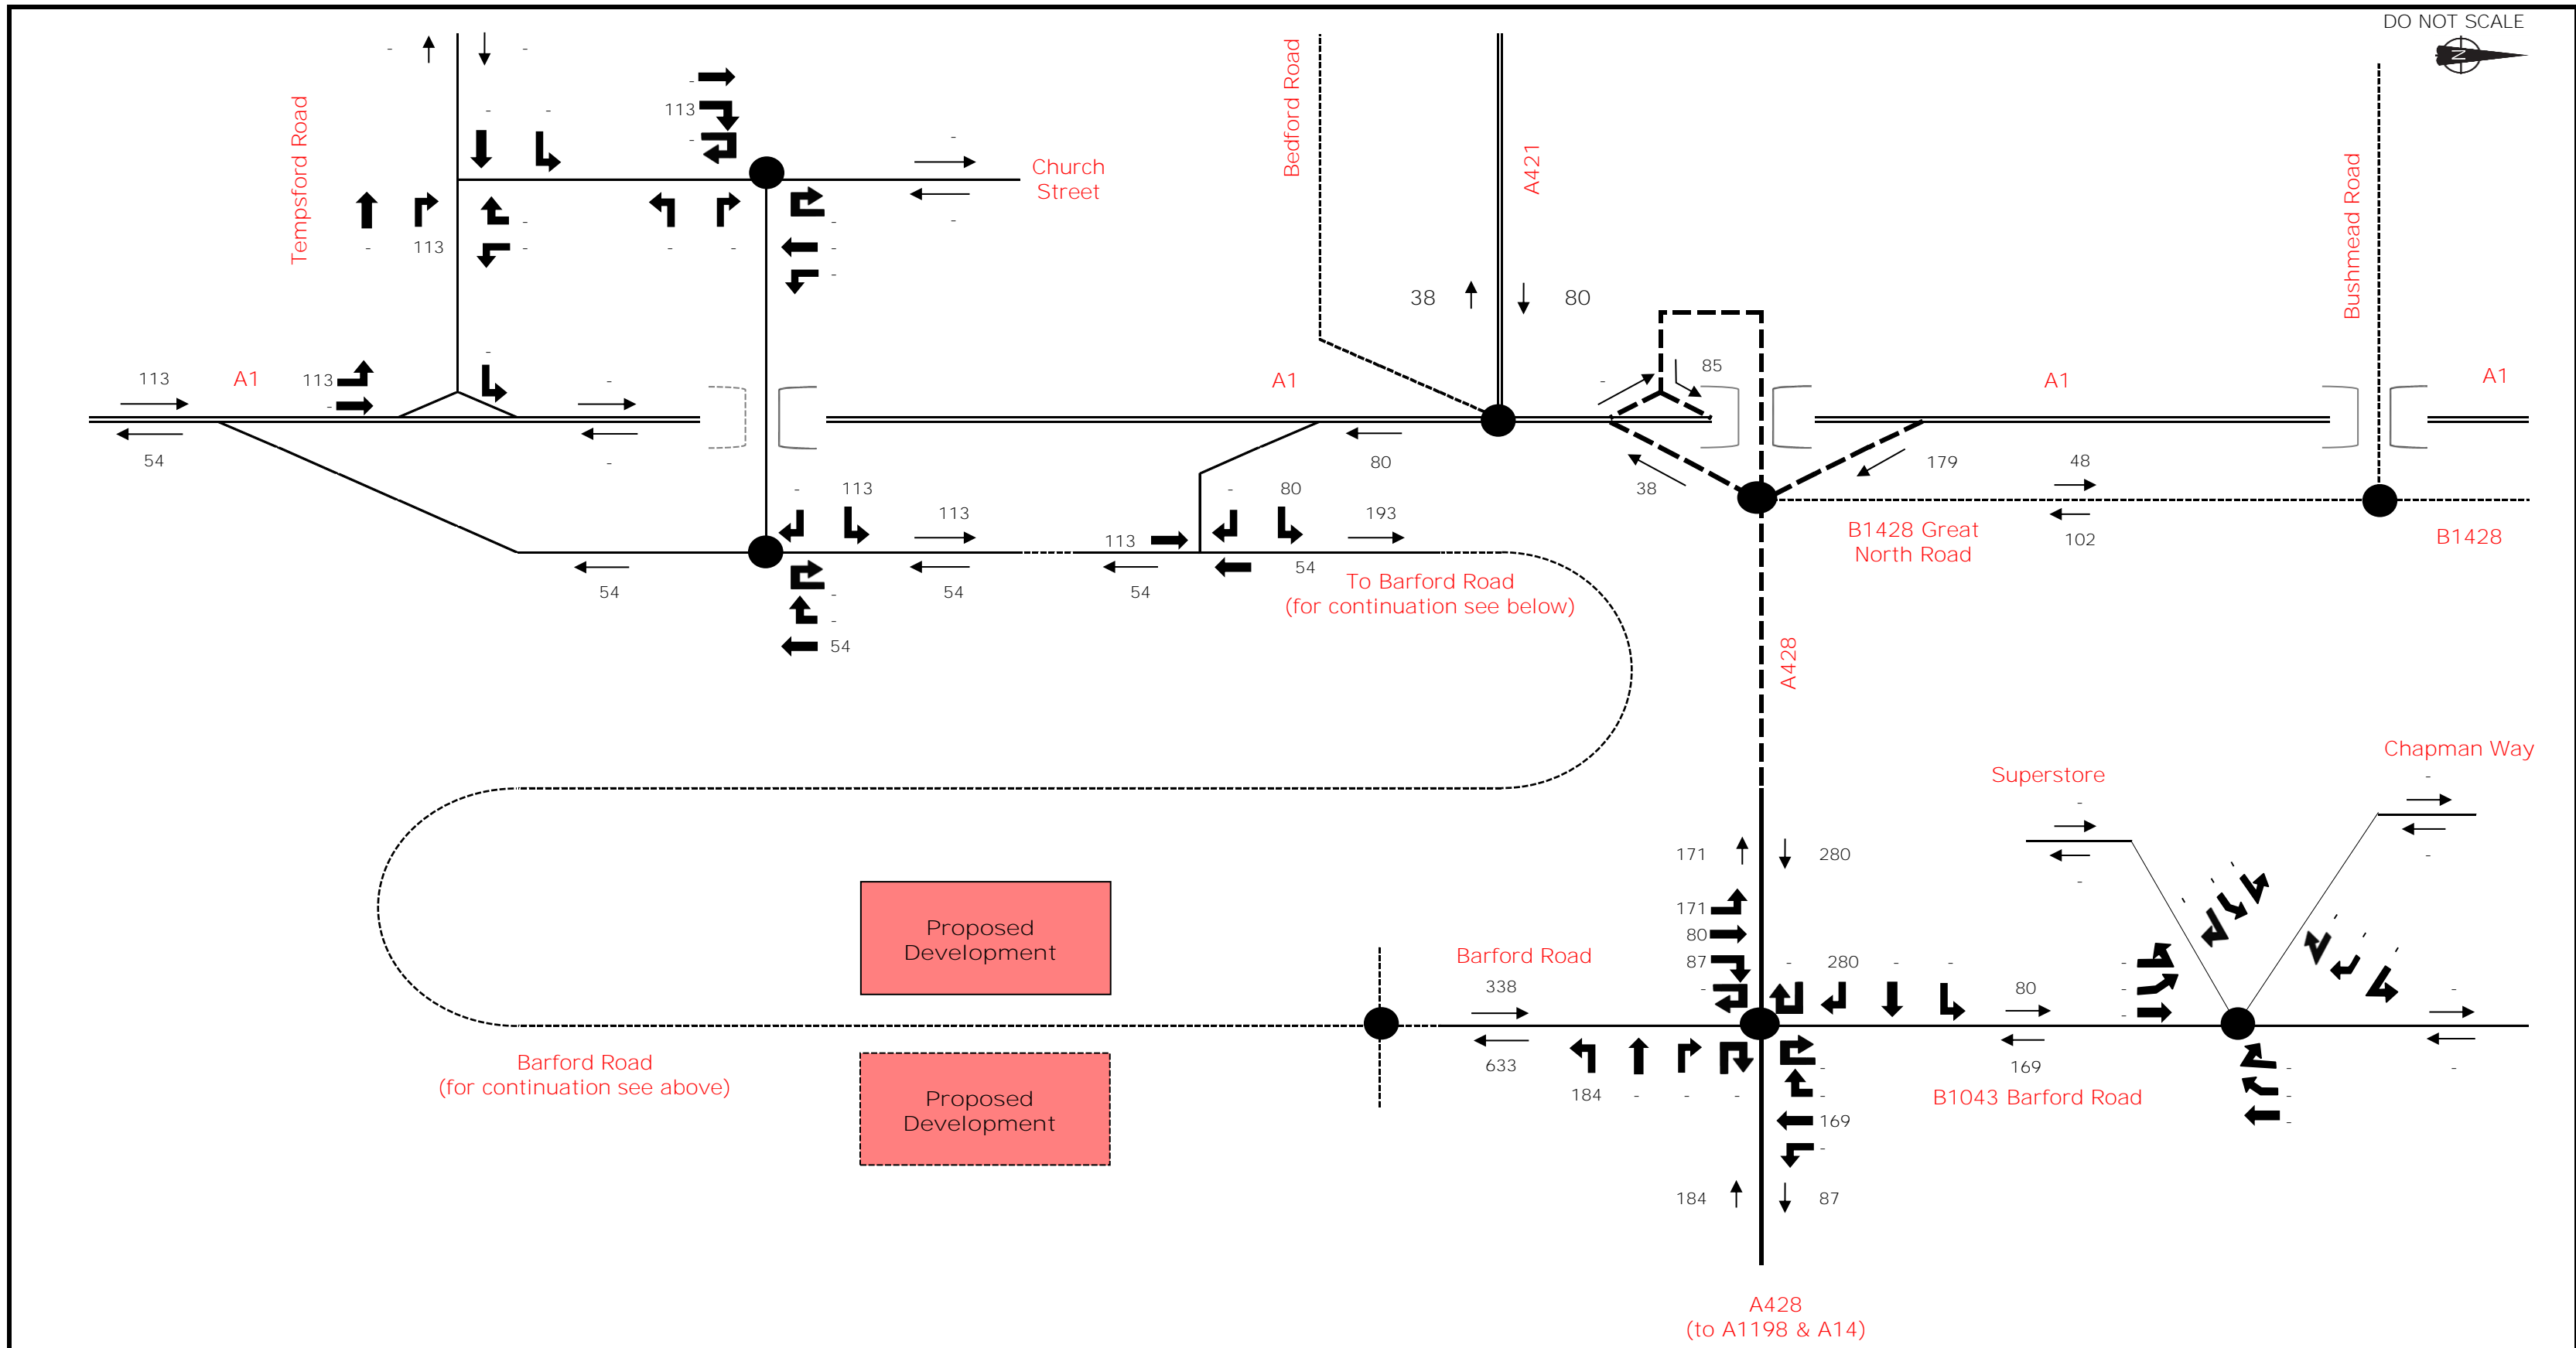 DO NOT SCALE
N
- -
Tempsford Road
- -
-
113
-
-
Church
Street
-
- 113
-
-
- -
-
-
-
Bedford Road
A421
Bushmead Road
38 80
113
A1
113
-
-
-
54
-
A1
80
- 85
A1
A1
179
38
48
102
B1428 Great
North Road
B1428
- 113
113
54
54
-
-
54
113
54
- 80
193
54
To Barford Road
(for continuation see below)
A428
Superstore
-
-
Chapman Way
-
-
171 280
171
80
87
-
- 280 - -
80
169
B1043 Barford Road
- - -
- - -
-
-
-
-
-
-
-
-
Proposed
Development
Proposed
Development
Barford Road
338
633
Barford Road
(for continuation see above)
184 - - -
-
-
169
-
184 87
A428
(to A1198 & A14)